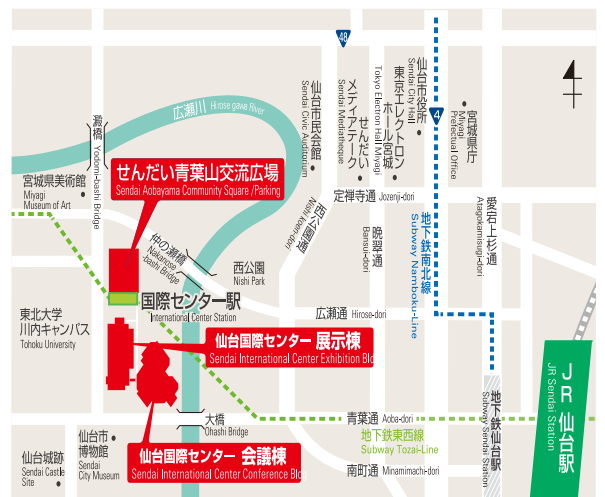 48
広瀬川 Hirose gawa River
澱橋
Yodomi-bashi Bridge
仙台市民会館
Sendai Civic Auditorium
せんだい
メディアテーク
Sendai Mediatheque
東京エレクトロン
ホール宮城
Tokyo Electron Hall Miyagi
仙台市役所
Sendai City Hall
4
宮城県庁
Miyagi
Prefectual Office
せんだい青葉山交流広場
Sendai Aobayama Community Square /Parking
宮城県美術館
Miyagi
Museum of Art
定禅寺通 Jozenji-dori
西公園通
Nishi koen-dori
晩翠通
Bansui-dori
地下鉄南北線
Subway Namboku-Line
愛宕上杉通
Atagokamisugi-dori
仲の瀬橋
Nakanose
-bashi Bridge
西公園
Nishi Park
国際センター駅
International Center Station
広瀬通 Hirose-dori
東北大学
川内キャンパス
Tohoku University
仙台国際センター 展示棟
Sendai International Center Exhibition Bld
JR 仙台駅
JR Sendai Station
地下鉄仙台駅
Subway Sendai Station
大橋
Ohashi Bridge
青葉通 Aoba-dori
地下鉄東西線
Subway Tozai-Line
仙台市
博物館
Sendai
City Museum
仙台国際センター 会議棟
Sendai International Center Conference Bld
南町通 Minamimachi-dori
仙台城跡
Sendai Castle
Site